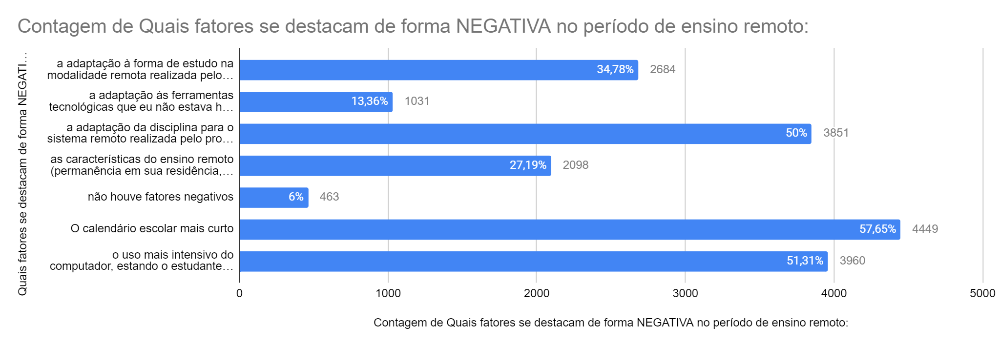 Contagem de Quais fatores se destacam de forma NEGATIVA no período de ensino remoto:
Quais fatores se destacam de forma NEGATI…
a adaptação à forma de estudo na
modalidade remota realizada pelo…
34,78%
2684
a adaptação às ferramentas
tecnológicas que eu não estava h…
13,36%
1031
a adaptação da disciplina para o
sistema remoto realizada pelo pro…
50%
3851
as características do ensino remoto
(permanência em sua residência,…
27,19%
2098
não houve fatores negativos
6%
463
O calendário escolar mais curto
57,65%
4449
o uso mais intensivo do
computador, estando o estudante…
51,31%
3960
0
1000
2000
3000
4000
5000
Contagem de Quais fatores se destacam de forma NEGATIVA no período de ensino remoto: